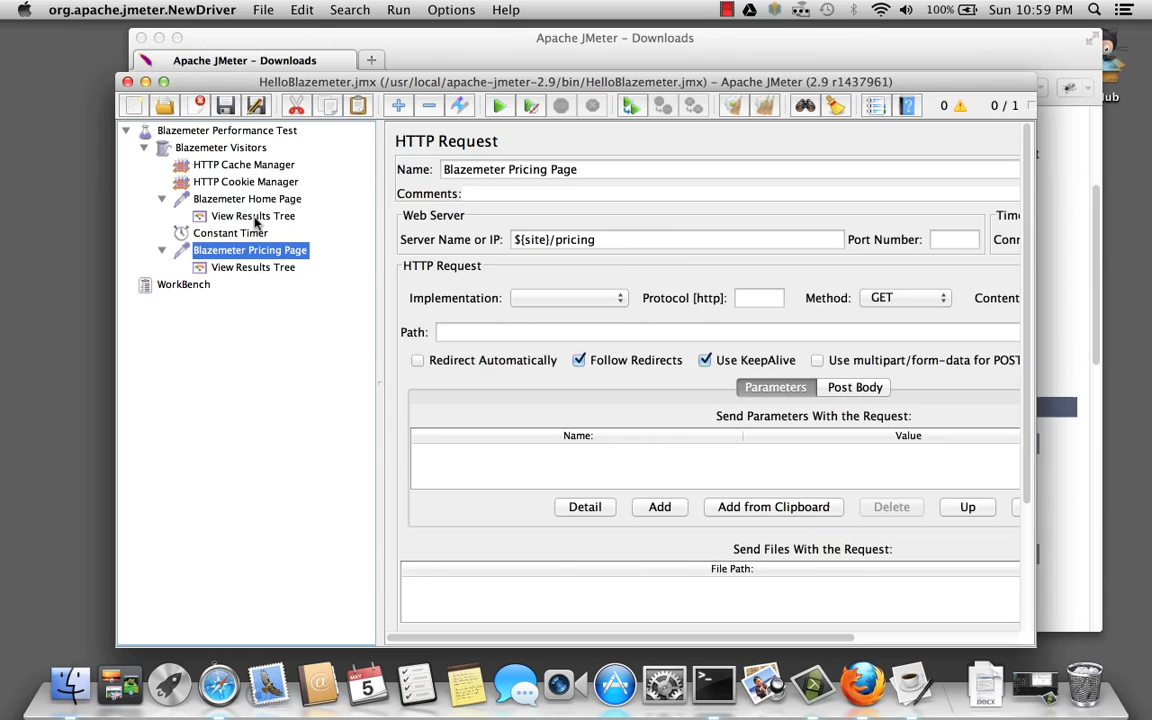 org.apache.jmeter.NewDriver File Edit Search Run Options Help 100% Sun 10:59 PM
Apache JMeter – Downloads
Apache JMeter – Downloads
HelloBlazemeter.jmx (/usr/local/apache-jmeter-2.9/bin/HelloBlazemeter.jmx) – Apache JMeter (2.9 r1437961)
0 0 / 1
Blazemeter Performance Test
Blazemeter Visitors
HTTP Cache Manager
HTTP Cookie Manager
Blazemeter Home Page
View Results Tree
Constant Timer
Blazemeter Pricing Page
View Results Tree
WorkBench
HTTP Request
Name: Blazemeter Pricing Page
Comments:
Web Server
Server Name or IP: ${site}/pricing Port Number:
HTTP Request
Implementation: Protocol [http]: Method: GET Content
Path:
Redirect Automatically Follow Redirects Use KeepAlive Use multipart/form-data for POST
Parameters Post Body
Send Parameters With the Request:
Name: Value
Detail Add Add from Clipboard Delete Up
Send Files With the Request:
File Path:
MAY
5
DOCX